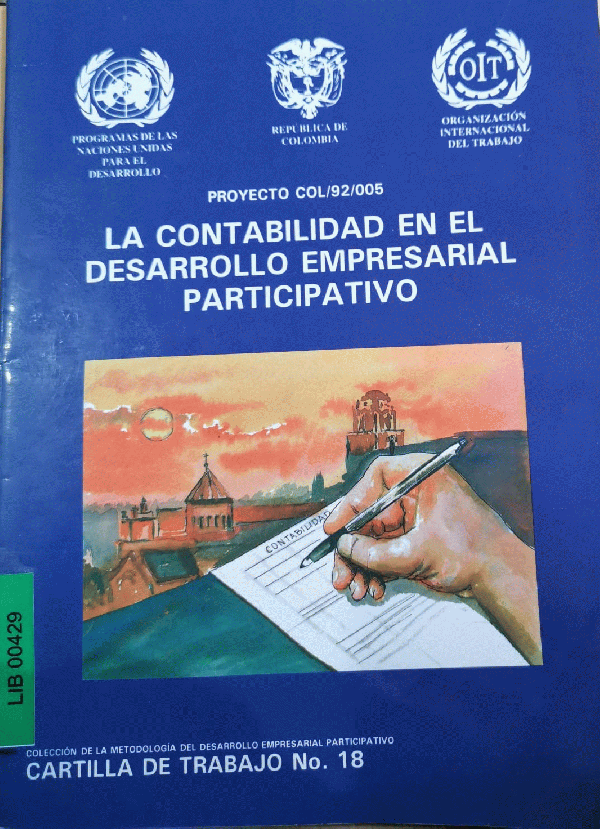 PROGRAMAS DE LAS
NACIONES UNIDAS
PARA EL
DESARROLLO
REPÚBLICA DE
COLOMBIA
OIT
ORGANIZACIÓN
INTERNACIONAL
DEL TRABAJO
PROYECTO COL/92/005
LA CONTABILIDAD EN EL
DESARROLLO EMPRESARIAL
PARTICIPATIVO
CONTABILIDAD
LIB 00429
COLECCIÓN DE LA METODOLOGÍA DEL DESARROLLO EMPRESARIAL PARTICIPATIVO
CARTILLA DE TRABAJO No. 18